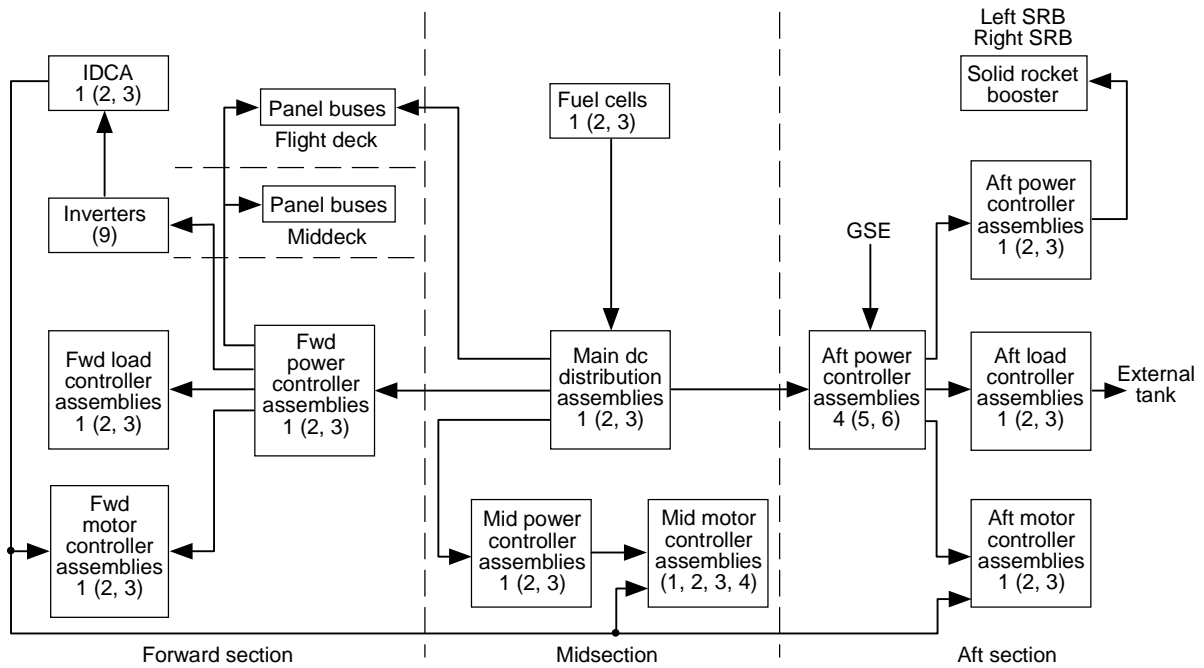 Left SRB
Right SRB
IDCA
1 (2, 3)
Panel buses
Flight deck
Fuel cells
1 (2, 3)
Solid rocket
booster
Inverters
(9)
Panel buses
Middeck
GSE
Aft power
controller
assemblies
1 (2, 3)
Fwd load
controller
assemblies
1 (2, 3)
Fwd
power
controller
assemblies
1 (2, 3)
Main dc
distribution
assemblies
1 (2, 3)
Aft power
controller
assemblies
4 (5, 6)
Aft load
controller
assemblies
1 (2, 3)
External
tank
Fwd
motor
controller
assemblies
1 (2, 3)
Mid power
controller
assemblies
1 (2, 3)
Mid motor
controller
assemblies
(1, 2, 3, 4)
Aft motor
controller
assemblies
1 (2, 3)
Forward section
Midsection
Aft section